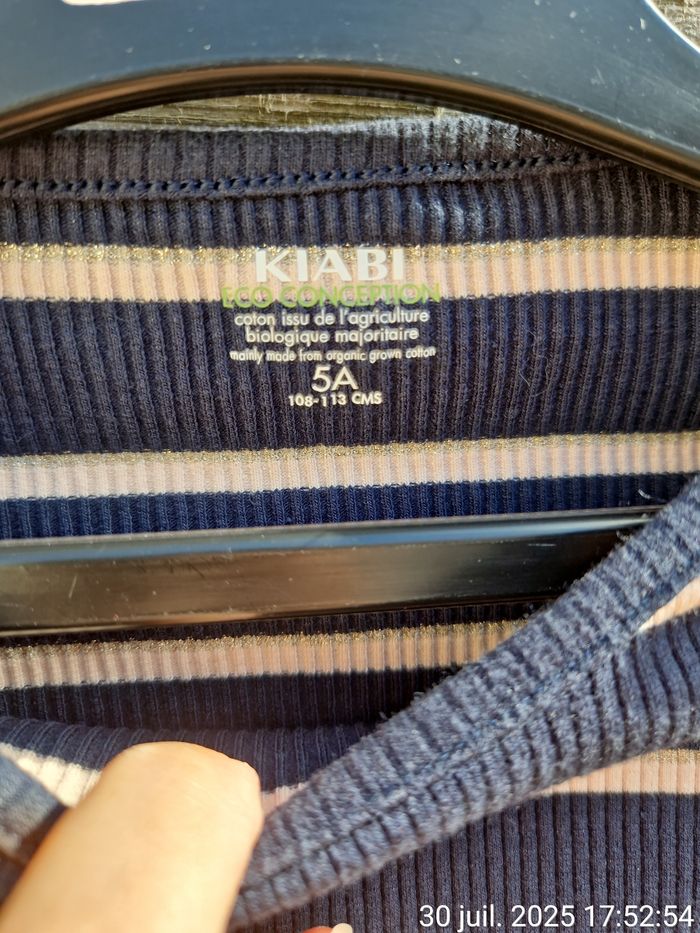 KIABI
ECO CONCEPTION
coton issu de l'agriculture
biologique majoritaire
mainly made from organic grown cotton
5A
108-113 CMS
30 juil. 2025 17:52:54